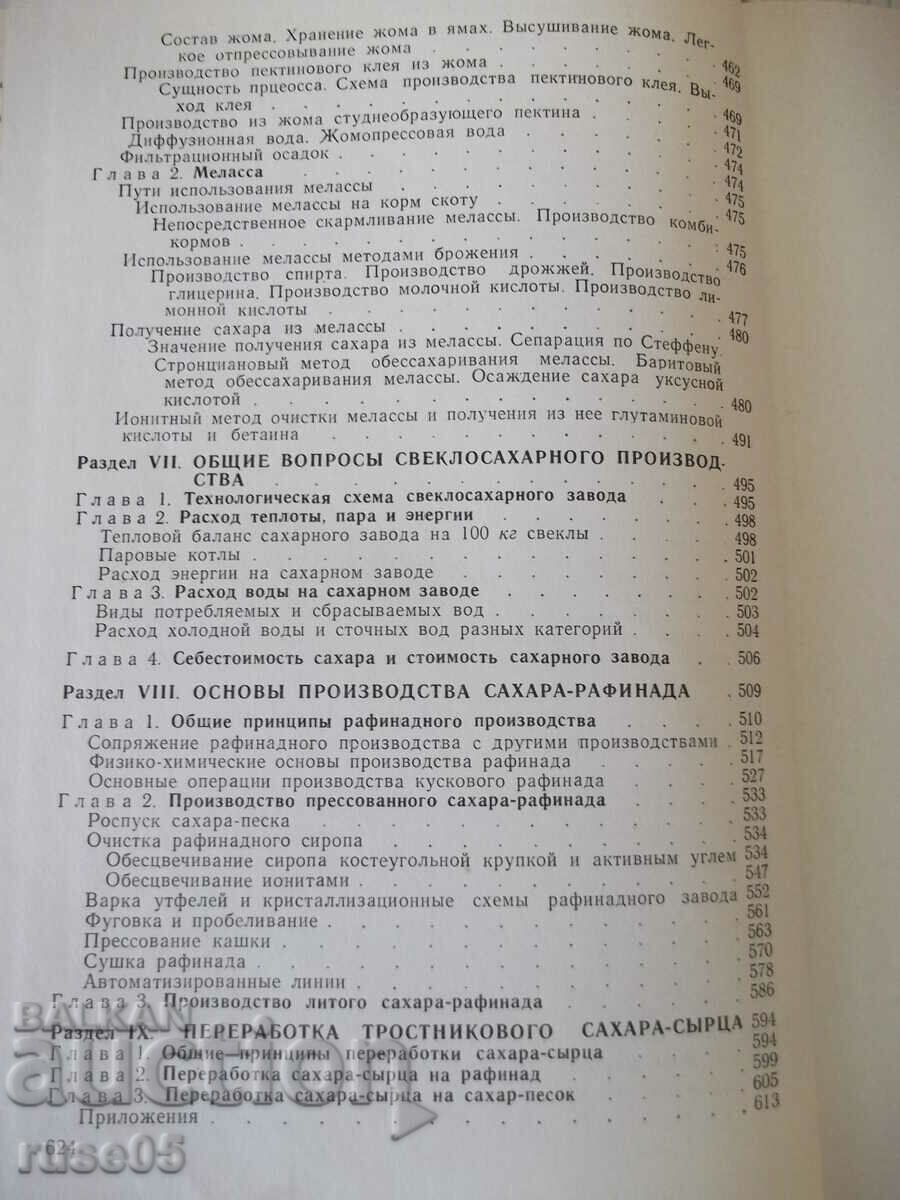 Состав жома. Хранение жома в ямах. Высушивание жома. Лег-
кое отпрессовывание жома . . . . . . . . 462
Производство пектинового клея из жома . . . . . . . . 469
Сущность прцеосса. Схема производства пектинового клея. Вы-
ход клея . . . . . . . . 469
Производство из жома студнеобразующего пектина . . . . 471
Диффузионная вода. Жомопрессовая вода . . . . . . 472
Фильтрационный осадок . . . . . . . . 474
Глава 2. Меласса . . . . . . . . 474
Пути использования мелассы . . . . . . . . 475
Использование мелассы на корм скоту . . . . . . 475
Непосредственное скармливание мелассы. Производство комби-
кормов . . . . . . . . 475
Использование мелассы методами брожения . . . . . . 476
Производство спирта. Производство дрожжей. Производство
глицерина. Производство молочной кислоты. Производство ли-
монной кислоты . . . . . . . . 477
Получение сахара из мелассы . . . . . . . . 480
Значение получения сахара из мелассы. Сепарация по Стеффену.
Стронциановый метод обессахаривания мелассы. Баритовый
метод обессахаривания мелассы. Осаждение сахара уксусной
кислотой . . . . . . . . 480
Ионитный метод очистки мелассы и получения из нее глутаминовой
кислоты и бетаина . . . . . . . . 491
Раздел VII. ОБЩИЕ ВОПРОСЫ СВЕКЛОСАХАРНОГО ПРОИЗВОД-
СТВА . . . . . . . . 495
Глава 1. Технологическая схема свеклосахарного завода . . . 495
Глава 2. Расход теплоты, пара и энергии . . . . . . 498
Тепловой баланс сахарного завода на 100 кг свеклы . . . . 498
Паровые котлы . . . . . . . . 501
Расход энергии на сахарном заводе . . . . . . . 502
Глава 3. Расход воды на сахарном заводе . . . . . . 502
Виды потребляемых и сбрасываемых вод . . . . . . 503
Расход холодной воды и сточных вод разных категорий . . . . 504
Глава 4. Себестоимость сахара и стоимость сахарного завода . . 506
Раздел VIII. ОСНОВЫ ПРОИЗВОДСТВА САХАРА-РАФИНАДА . 509
Глава 1. Общие принципы рафинадного производства . . . . 510
Сопряжение рафинадного производства с другими производствами . 512
Физико-химические основы производства рафинада . . . . 517
Основные операции производства кускового рафинада . . . . 527
Глава 2. Производство прессованного сахара-рафинада . . . . 533
Роспуск сахара-песка . . . . . . . . 533
Очистка рафинадного сиропа . . . . . . . . 534
Обесцвечивание сиропа костеугольной крупкой и активным углем 534
Обесцвечивание ионитами . . . . . . . . 547
Варка утфелей и кристаллизационные схемы рафинадного завода 552
Фуговка и пробеливание . . . . . . . . 561
Прессование кашки . . . . . . . . 563
Сушка рафинада . . . . . . . . 570
Автоматизированные линии . . . . . . . . 578
Глава 3. Производство литого сахара-рафинада . . . . . 586
Раздел IX. ПЕРЕРАБОТКА ТРОСТНИКОВОГО САХАРА-СЫРЦА 594
Глава 1. Общие принципы переработки сахара-сырца . . . . 594
Глава 2. Переработка сахара-сырца на рафинад . . . . . 599
Глава 3. Переработка сахара-сырца на сахар-песок . . . . 605
Приложения . . . . . . . . 613
624
BALKAN
auction
ruse05